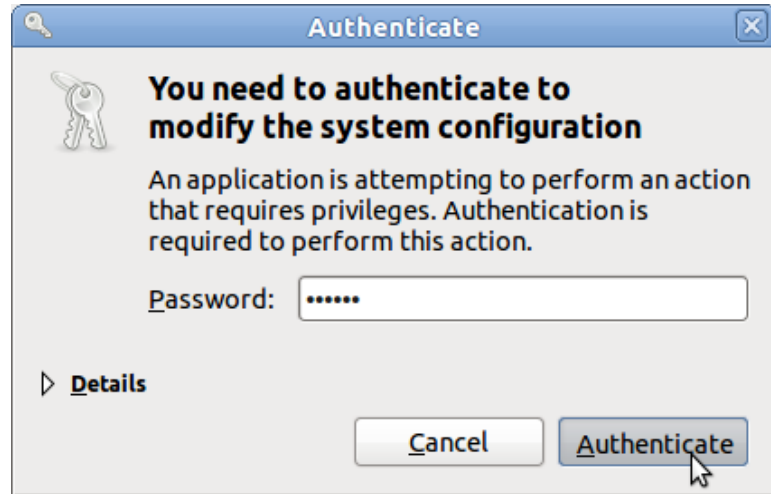 Authenticate
You need to authenticate to
modify the system configuration
An application is attempting to perform an action
that requires privileges. Authentication is
required to perform this action.
Password: ••••••
Details
Cancel Authenticate